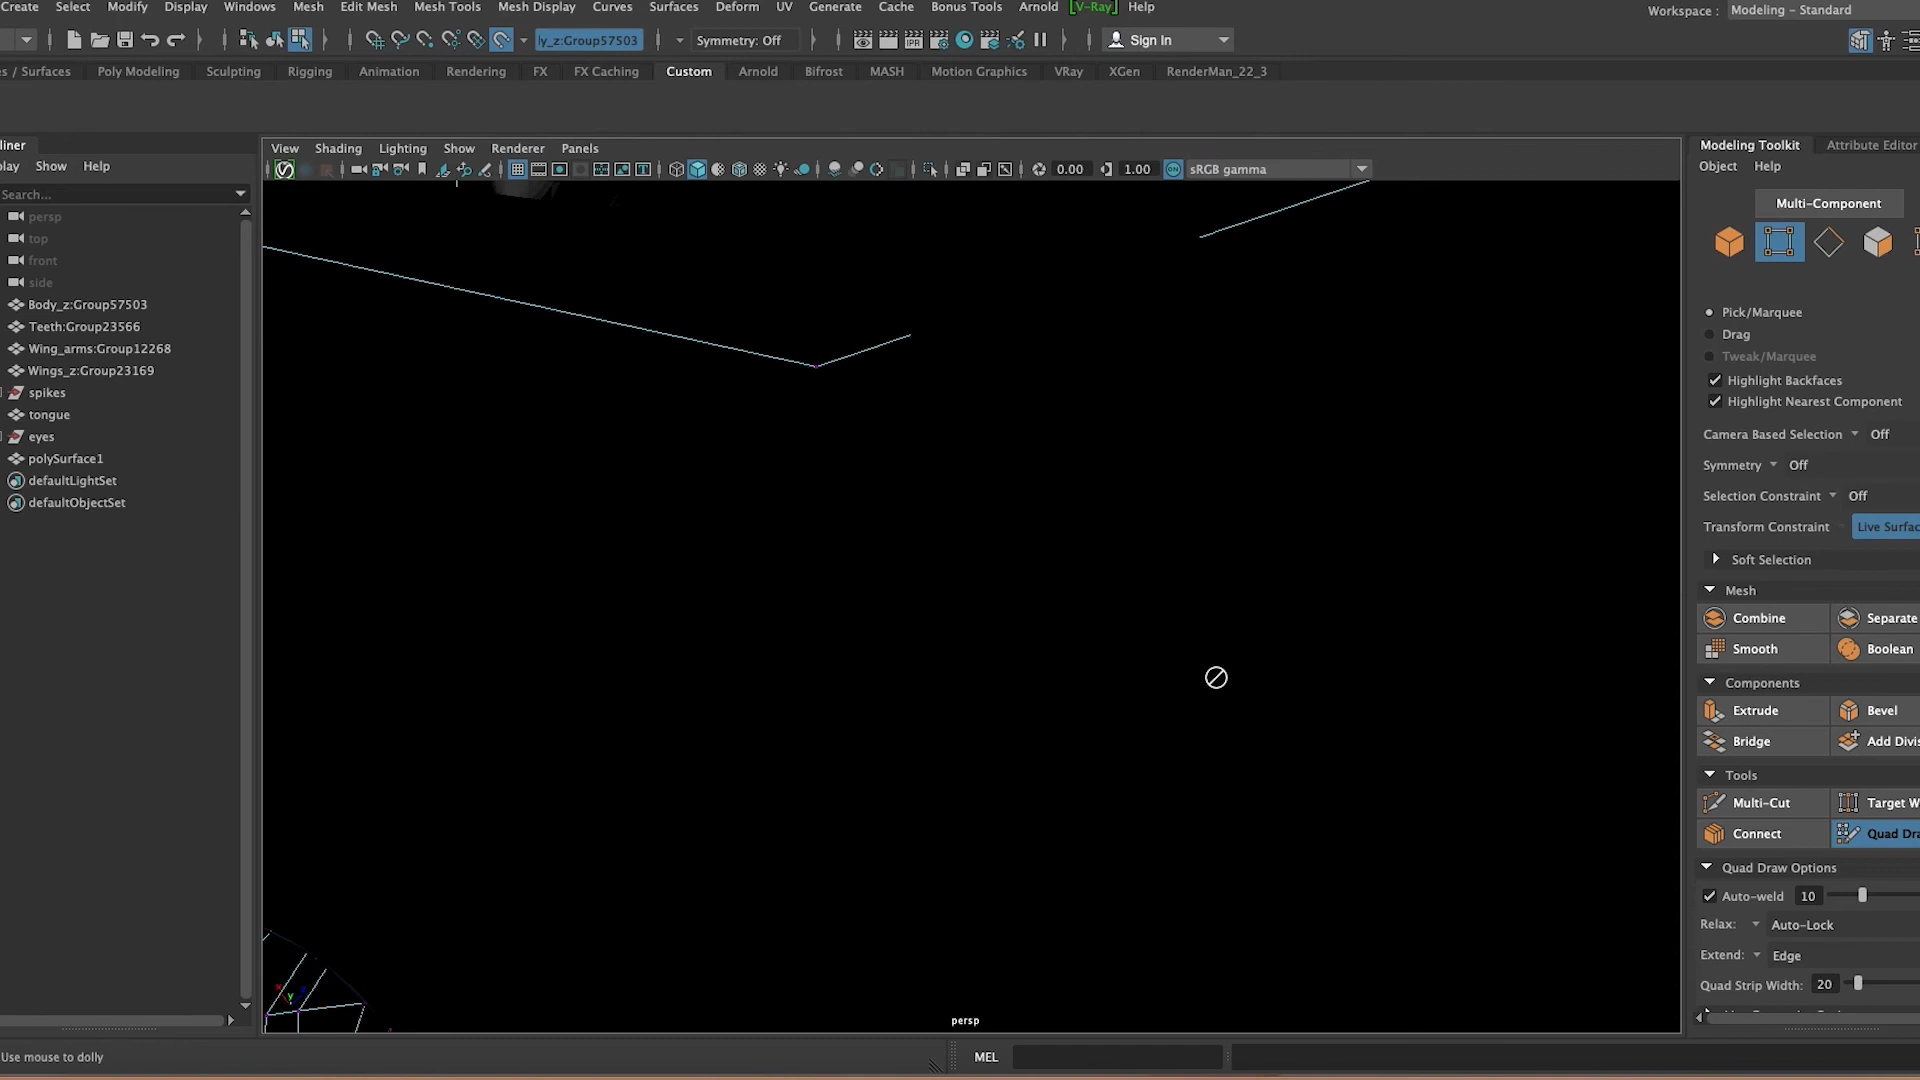 Create Select Modify Display Windows Mesh Edit Mesh Mesh Tools Mesh Display Curves Surfaces Deform UV Generate Cache Bonus Tools Arnold [V-Ray] Help
Workspace : Modeling - Standard
ly_z:Group57503 Symmetry: Off IPR Sign In
es / Surfaces Poly Modeling Sculpting Rigging Animation Rendering FX FX Caching Custom Arnold Bifrost MASH Motion Graphics VRay XGen RenderMan_22_3
liner
play Show Help
Search...
persp
top
front
side
Body_z:Group57503
Teeth:Group23566
Wing_arms:Group12268
Wings_z:Group23169
spikes
tongue
eyes
polySurface1
defaultLightSet
defaultObjectSet
View Shading Lighting Show Renderer Panels
0.00 1.00 ON sRGB gamma
x y z
persp
Modeling Toolkit Attribute Editor
Object Help
Multi-Component
Pick/Marquee
Drag
Tweak/Marquee
Highlight Backfaces
Highlight Nearest Component
Camera Based Selection Off
Symmetry Off
Selection Constraint Off
Transform Constraint Live Surfac
Soft Selection
Mesh
Combine Separate
Smooth Boolean
Components
Extrude Bevel
Bridge Add Divis
Tools
Multi-Cut Target W
Connect Quad Dra
Quad Draw Options
Auto-weld 10
Relax: Auto-Lock
Extend: Edge
Quad Strip Width: 20
Use mouse to dolly
MEL